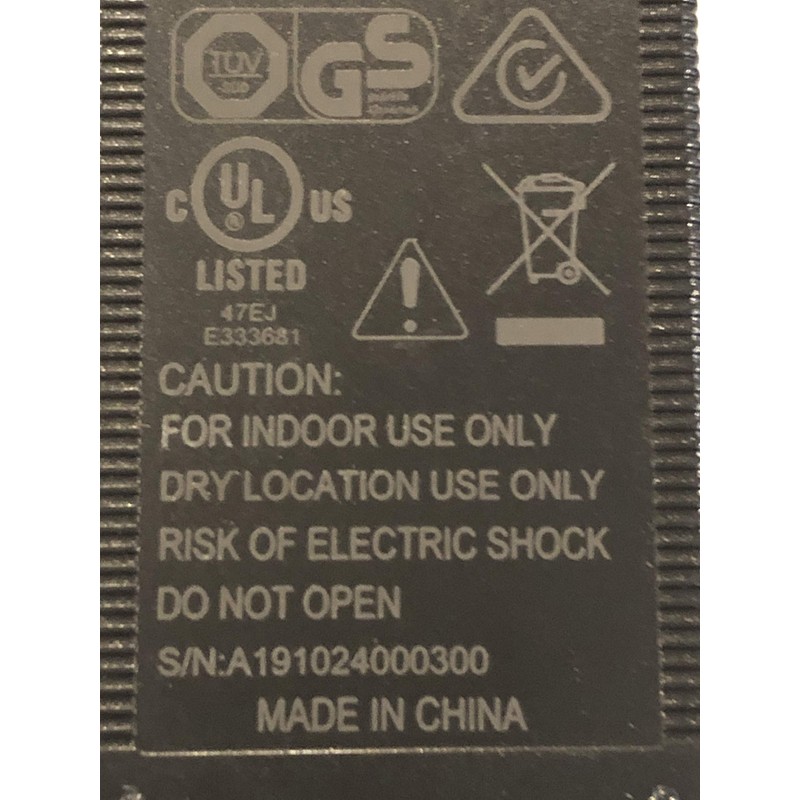 TÜV
SÜD
GS
C UL US
®
LISTED
47EJ
E333681
CAUTION:
FOR INDOOR USE ONLY
DRY LOCATION USE ONLY
RISK OF ELECTRIC SHOCK
DO NOT OPEN
S/N:A191024000300
MADE IN CHINA